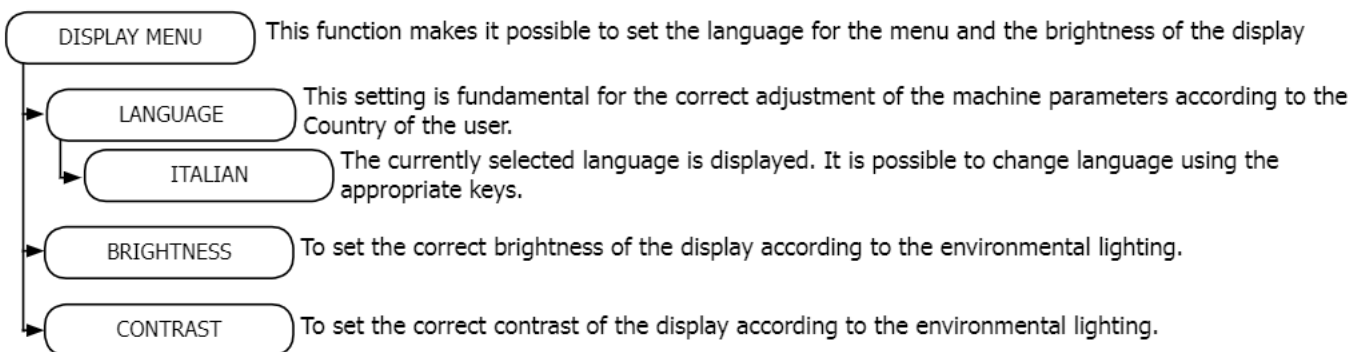 DISPLAY MENU This function makes it possible to set the language for the menu and the brightness of the display
LANGUAGE This setting is fundamental for the correct adjustment of the machine parameters according to the
Country of the user.
ITALIAN The currently selected language is displayed. It is possible to change language using the
appropriate keys.
BRIGHTNESS To set the correct brightness of the display according to the environmental lighting.
CONTRAST To set the correct contrast of the display according to the environmental lighting.